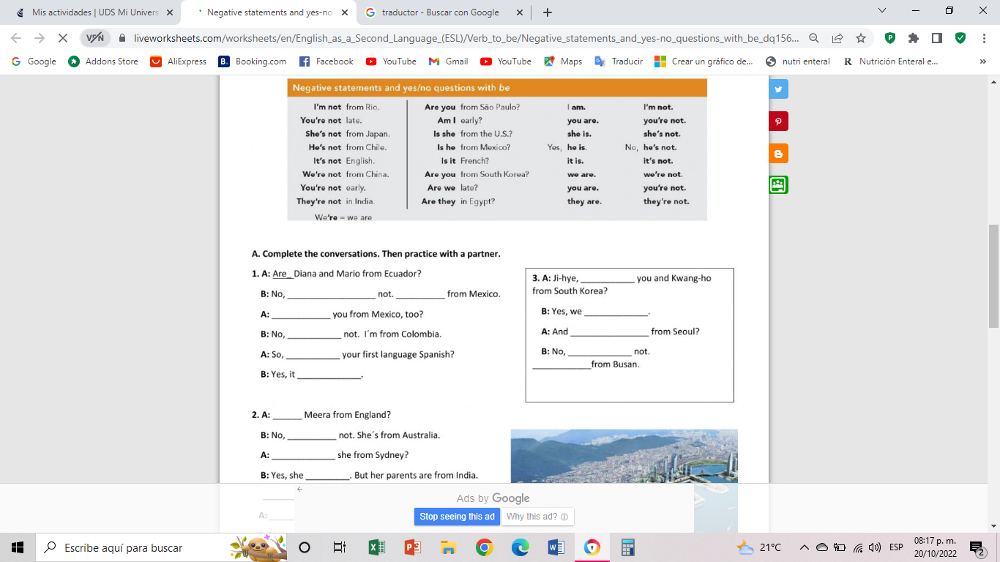 Mis actividades | UDS Mi Univers
Negative statements and yes-no
traductor - Buscar con Google
VPN
liveworksheets.com/worksheets/en/English_as_a_Second_Language_(ESL)/Verb_to_be/Negative_statements_and_yes-no_questions_with_be_dq156...
Google Addons Store AliExpress Booking.com Facebook YouTube Gmail YouTube Maps Traducir Crear un gráfico de... nutri enteral Nutrición Enteral e... »
Negative statements and yes/no questions with be
I'm not from Rio. Are you from São Paulo? I am. I'm not.
You're not late. Am I early? you are. you're not.
She's not from Japan. Is she from the U.S.? she is. she's not.
He's not from Chile. Is he from Mexico? Yes, he is. No, he's not.
It's not English. Is it French? it is. it's not.
We're not from China. Are you from South Korea? we are. we're not.
You're not early. Are we late? you are. you're not.
They're not in India. Are they in Egypt? they are. they're not.
We're = we are
A. Complete the conversations. Then practice with a partner.
1. A: Are_ Diana and Mario from Ecuador?
B: No, __________________ not. __________ from Mexico.
A: ____________ you from Mexico, too?
B: No, ___________ not. I´m from Colombia.
A: So, ___________ your first language Spanish?
B: Yes, it _____________.
2. A: ______ Meera from England?
B: No, __________ not. She´s from Australia.
A: _____________ she from Sydney?
B: Yes, she _________. But her parents are from India.
A: _____
3. A: Ji-hye, ___________ you and Kwang-ho
from South Korea?
B: Yes, we _____________.
A: And ________________ from Seoul?
B: No, _____________ not.
____________from Busan.
Ads by Google
Stop seeing this ad
Why this ad?
Escribe aquí para buscar
21°C
ESP
08:17 p. m.
20/10/2022
2